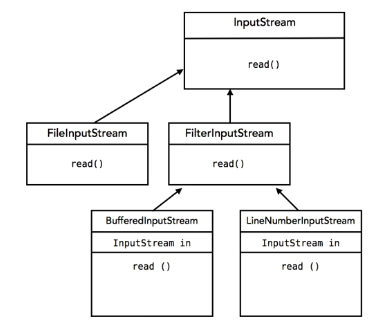 InputStream
read()
FileInputStream
read()
FilterInputStream
read()
BufferedInputStream
InputStream in
read ()
LineNumberInputStream
InputStream in
read ()